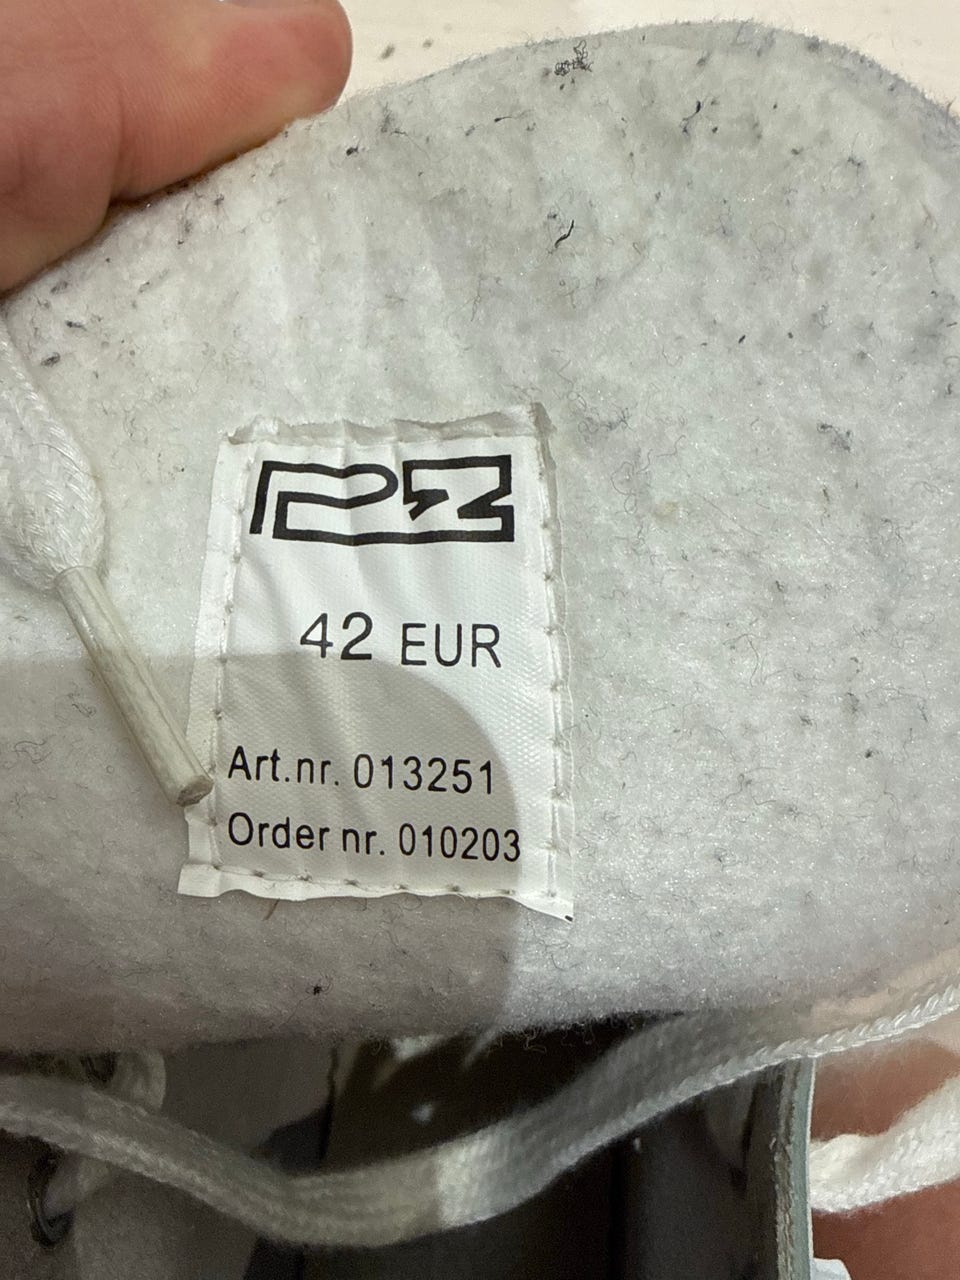 42 EUR
Art.nr. 013251
Order nr. 010203